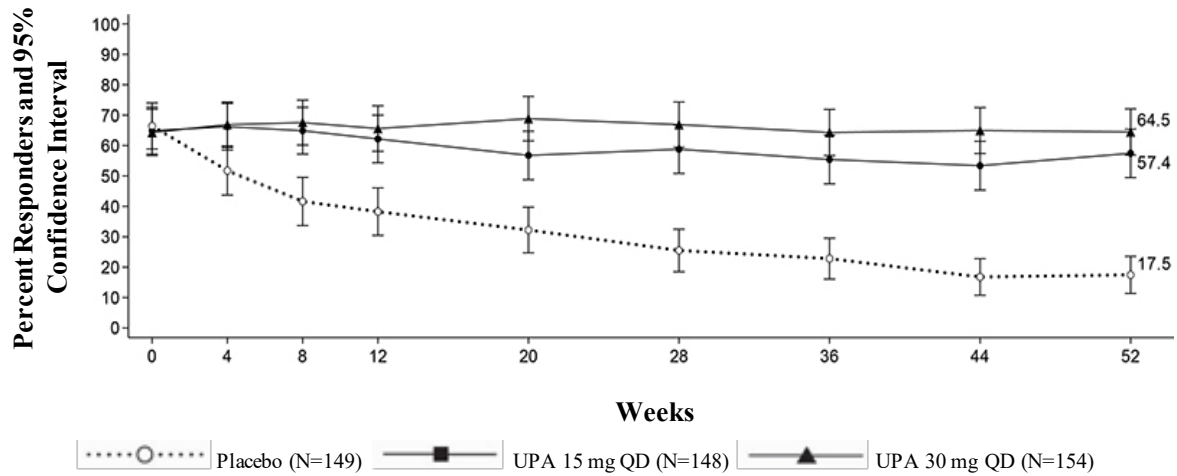 Percent Responders and 95%
Confidence Interval
100
90
80
70
60
50
40
30
20
10
0
64.5
57.4
17.5
0 4 8 12 20 28 36 44 52
Weeks
Placebo (N=149) UPA 15 mg QD (N=148) UPA 30 mg QD (N=154)